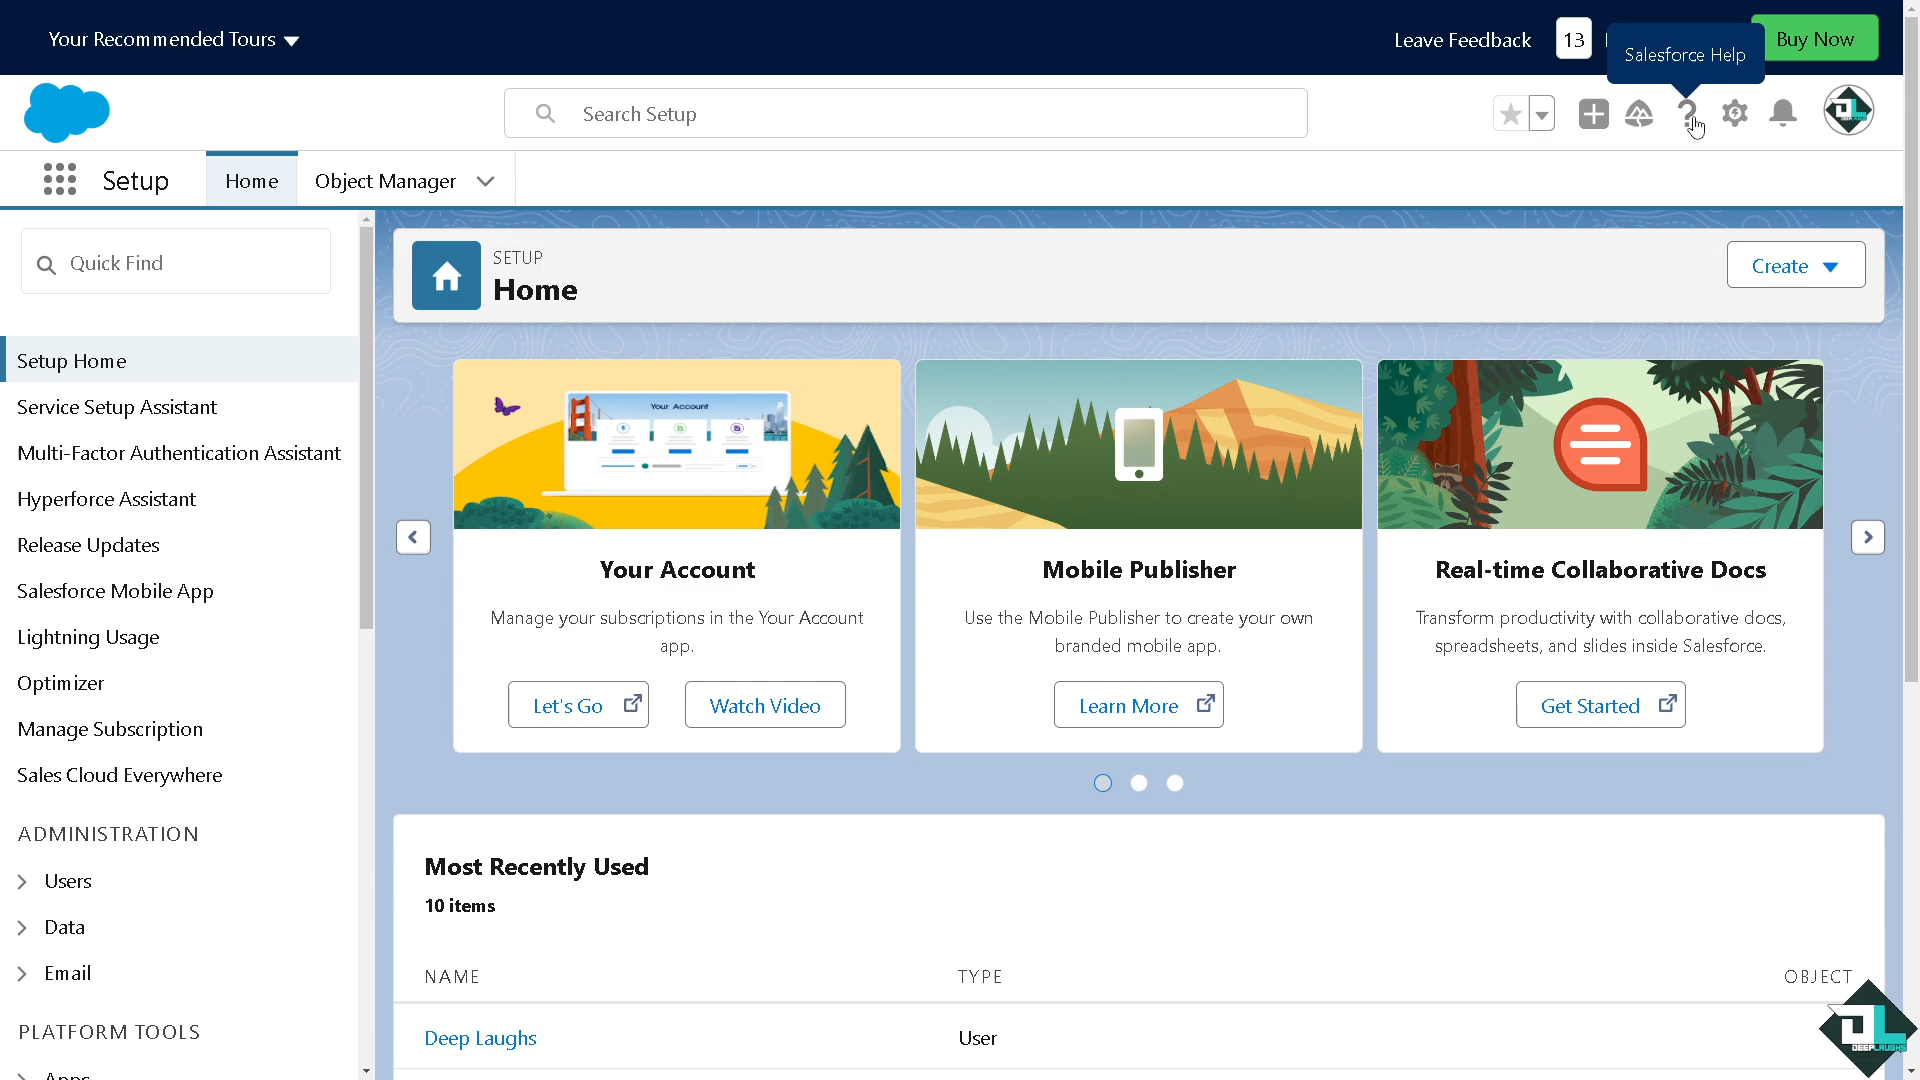 Your Recommended Tours
Leave Feedback
13
Salesforce Help
Buy Now
Search Setup
Setup
Home
Object Manager
Quick Find
SETUP
Home
Create
Setup Home
Service Setup Assistant
Multi-Factor Authentication Assistant
Hyperforce Assistant
Release Updates
Salesforce Mobile App
Lightning Usage
Optimizer
Manage Subscription
Sales Cloud Everywhere
ADMINISTRATION
Users
Data
Email
PLATFORM TOOLS
Apps
Your Account
Your Account
Manage your subscriptions in the Your Account
app.
Let's Go
Watch Video
Mobile Publisher
Use the Mobile Publisher to create your own
branded mobile app.
Learn More
Real-time Collaborative Docs
Transform productivity with collaborative docs,
spreadsheets, and slides inside Salesforce.
Get Started
Most Recently Used
10 items
NAME
TYPE
OBJECT
Deep Laughs
User
DEEPLAUGHS